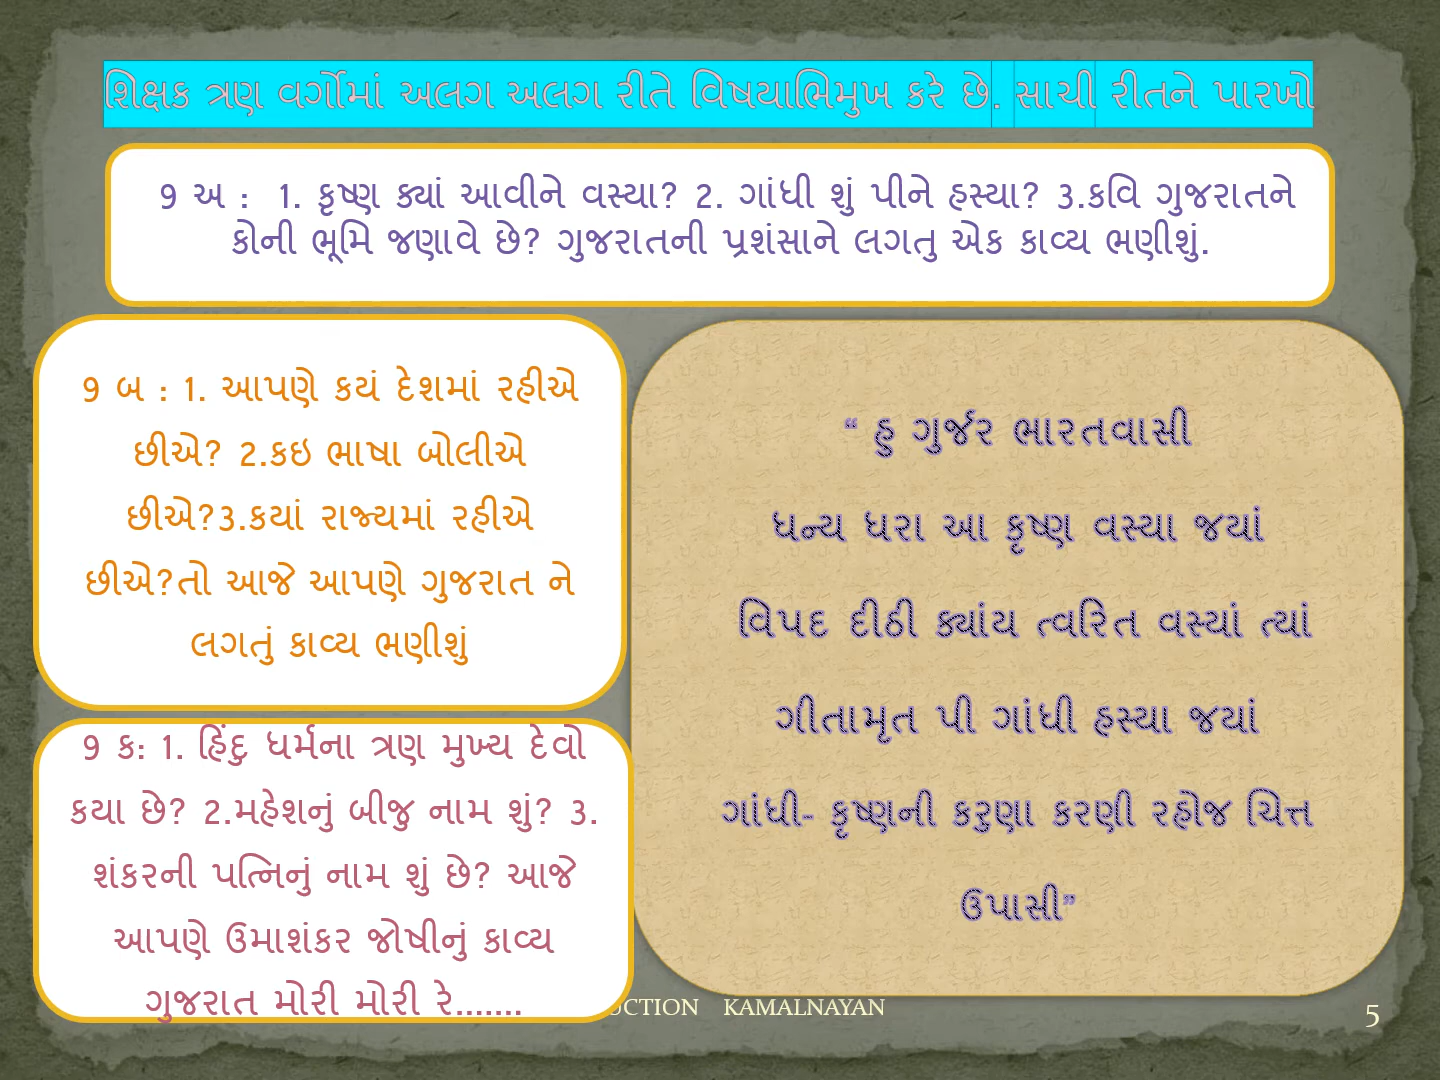 શિક્ષક ત્રણ વર્ગોમાં અલગ અલગ રીતે વિષયાભિમુખ કરે છે. સાચી રીતને પારખો
9 અ : 1. કૃષ્ણ ક્યાં આવીને વસ્યા? 2. ગાંધી શું પીને હસ્યા? 3.કવિ ગુજરાતને
કોની ભૂમિ જણાવે છે? ગુજરાતની પ્રશંસાને લગતુ એક કાવ્ય ભણીશું.
9 બ : 1. આપણે કયં દેશમાં રહીએ
છીએ? 2.કઇ ભાષા બોલીએ
છીએ?3.કયાં રાજ્યમાં રહીએ
છીએ?તો આજે આપણે ગુજરાત ને
લગતું કાવ્ય ભણીશું
9 ક: 1. હિંદુ ધર્મના ત્રણ મુખ્ય દેવો
કયા છે? 2.મહેશનું બીજુ નામ શું? 3.
શંકરની પત્નિનું નામ શું છે? આજે
આપણે ઉમાશંકર જોષીનું કાવ્ય
ગુજરાત મોરી મોરી રે.......
“ હુ ગુર્જર ભારતવાસી
ધન્ય ધરા આ કૃષ્ણ વસ્યા જયાં
વિપદ દીઠી ક્યાંય ત્વરિત વસ્યાં ત્યાં
ગીતામૃત પી ગાંધી હસ્યા જયાં
ગાંધી- કૃષ્ણની કરુણા કરણી રહોજ ચિત્ત
ઉપાસી”
KAMALNAYAN
5